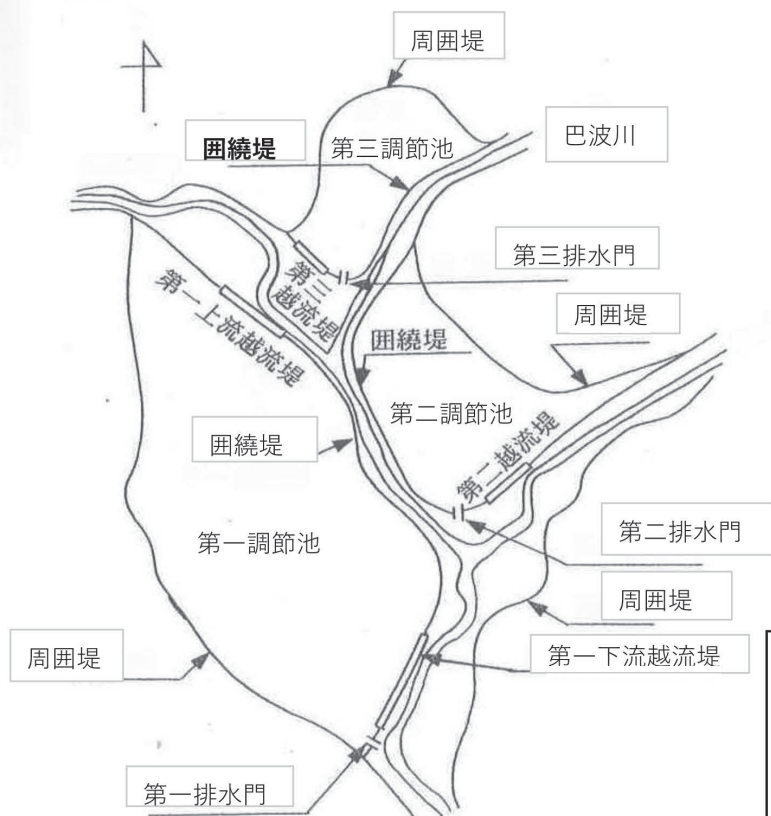 周囲堤
囲繞堤
第三調節池
巴波川
第三排水門
第三
越流堤
周囲堤
第一上流越流堤
囲繞堤
第二調節池
囲繞堤
第二越流堤
第一調節池
第二排水門
周囲堤
周囲堤
第一下流越流堤
第一排水門